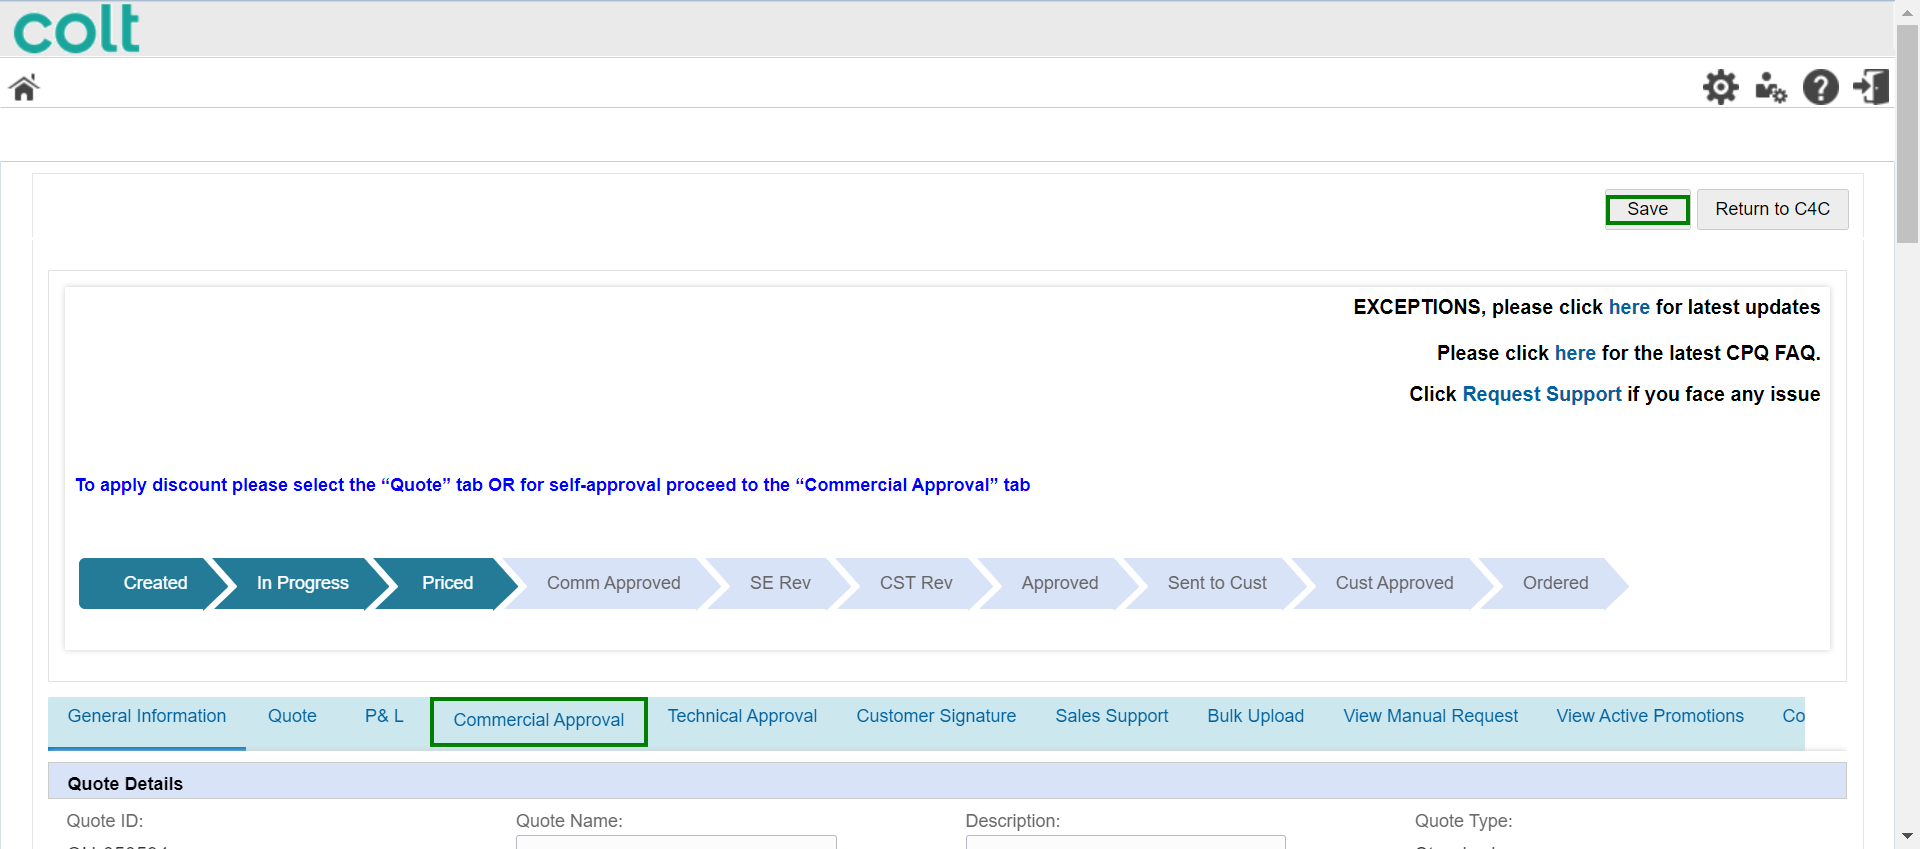 colt
Save
Return to C4C
EXCEPTIONS, please click here for latest updates
Please click here for the latest CPQ FAQ.
Click Request Support if you face any issue
To apply discount please select the “Quote” tab OR for self-approval proceed to the “Commercial Approval” tab
Created In Progress Priced Comm Approved SE Rev CST Rev Approved Sent to Cust Cust Approved Ordered
General Information Quote P& L Commercial Approval Technical Approval Customer Signature Sales Support Bulk Upload View Manual Request View Active Promotions Co
Quote Details
Quote ID: Quote Name: Description: Quote Type: